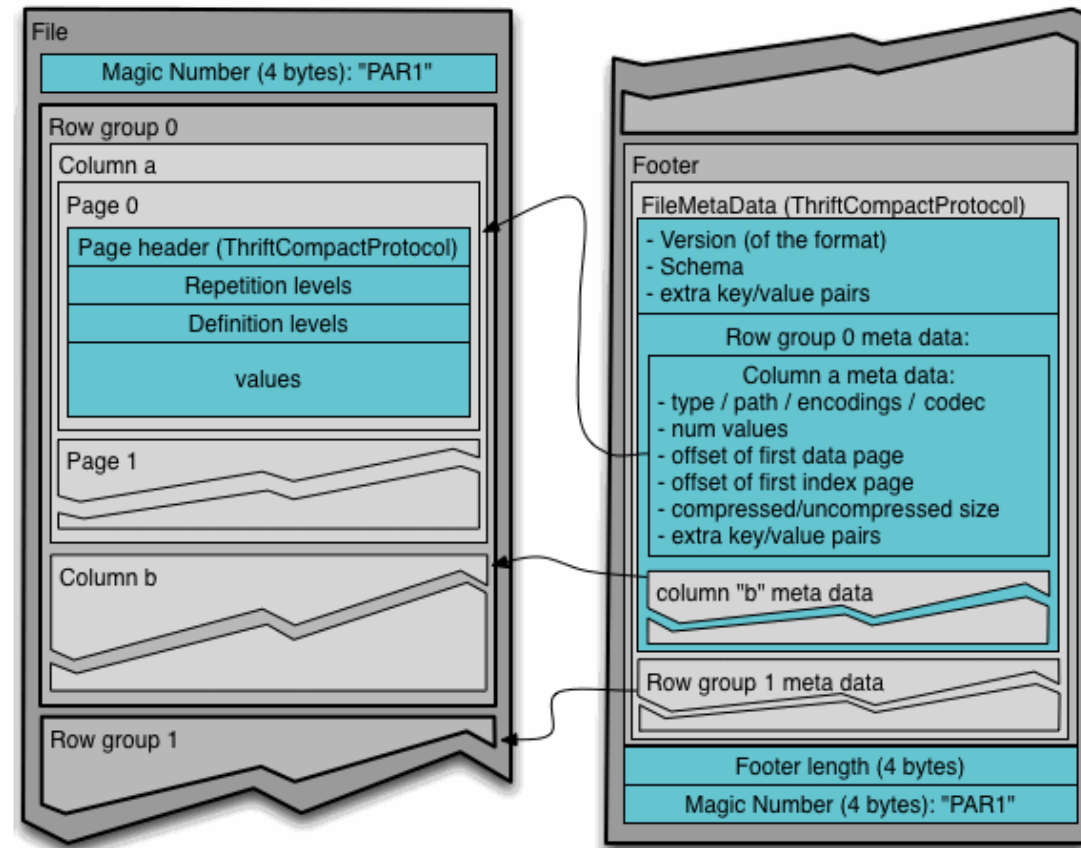 File
Magic Number (4 bytes): "PAR1"
Row group 0
Column a
Page 0
Page header (ThriftCompactProtocol)
Repetition levels
Definition levels
values
Page 1
Column b
Row group 1
Footer
FileMetaData (ThriftCompactProtocol)
- Version (of the format)
- Schema
- extra key/value pairs
Row group 0 meta data:
Column a meta data:
- type / path / encodings / codec
- num values
- offset of first data page
- offset of first index page
- compressed/uncompressed size
- extra key/value pairs
column "b" meta data
Row group 1 meta data
Footer length (4 bytes)
Magic Number (4 bytes): "PAR1"